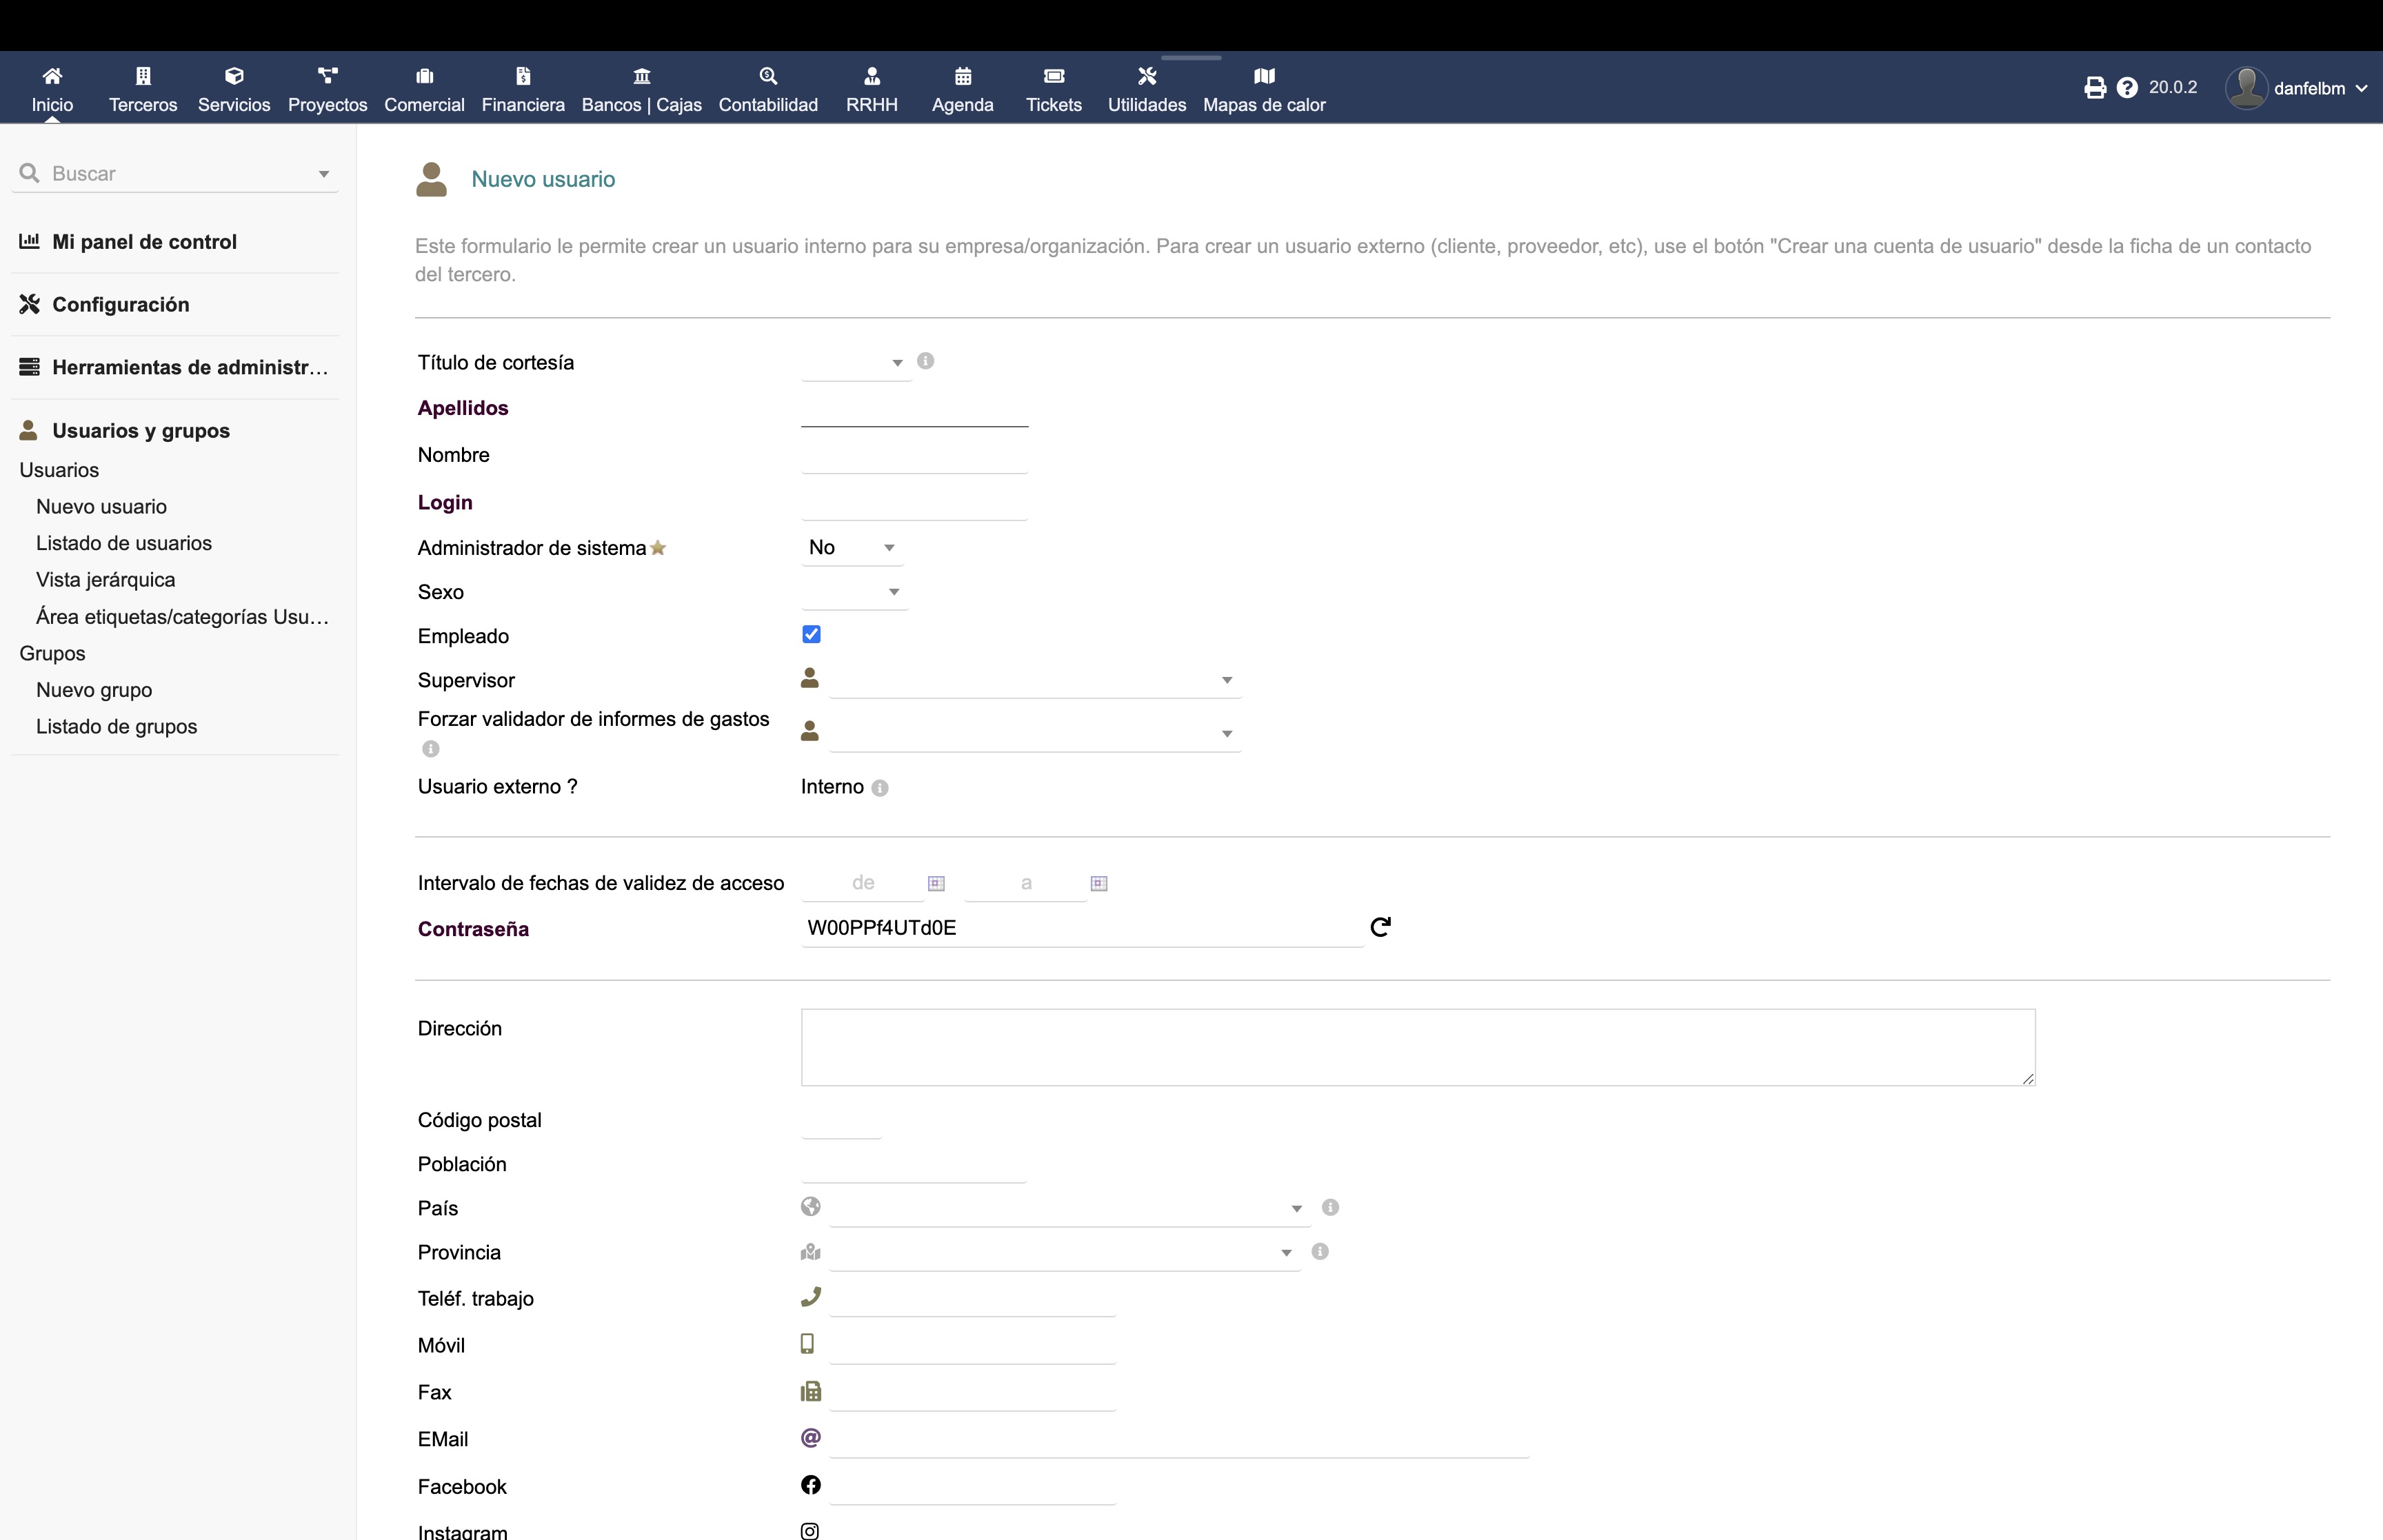 Inicio
Terceros
Servicios
Proyectos
Comercial
Financiera
Bancos | Cajas
Contabilidad
RRHH
Agenda
Tickets
Utilidades
Mapas de calor
20.0.2
danfelbm
Buscar
Mi panel de control
Configuración
Herramientas de administr...
Usuarios y grupos
Usuarios
Nuevo usuario
Listado de usuarios
Vista jerárquica
Área etiquetas/categorías Usu...
Grupos
Nuevo grupo
Listado de grupos
Nuevo usuario
Este formulario le permite crear un usuario interno para su empresa/organización. Para crear un usuario externo (cliente, proveedor, etc), use el botón "Crear una cuenta de usuario" desde la ficha de un contacto
del tercero.
Título de cortesía
Apellidos
Nombre
Login
Administrador de sistema No
Sexo
Empleado
Supervisor
Forzar validador de informes de gastos
Usuario externo ? Interno
Intervalo de fechas de validez de acceso de a
Contraseña W00PPf4UTd0E
Dirección
Código postal
Población
País
Provincia
Teléf. trabajo
Móvil
Fax
EMail
Facebook
Instagram